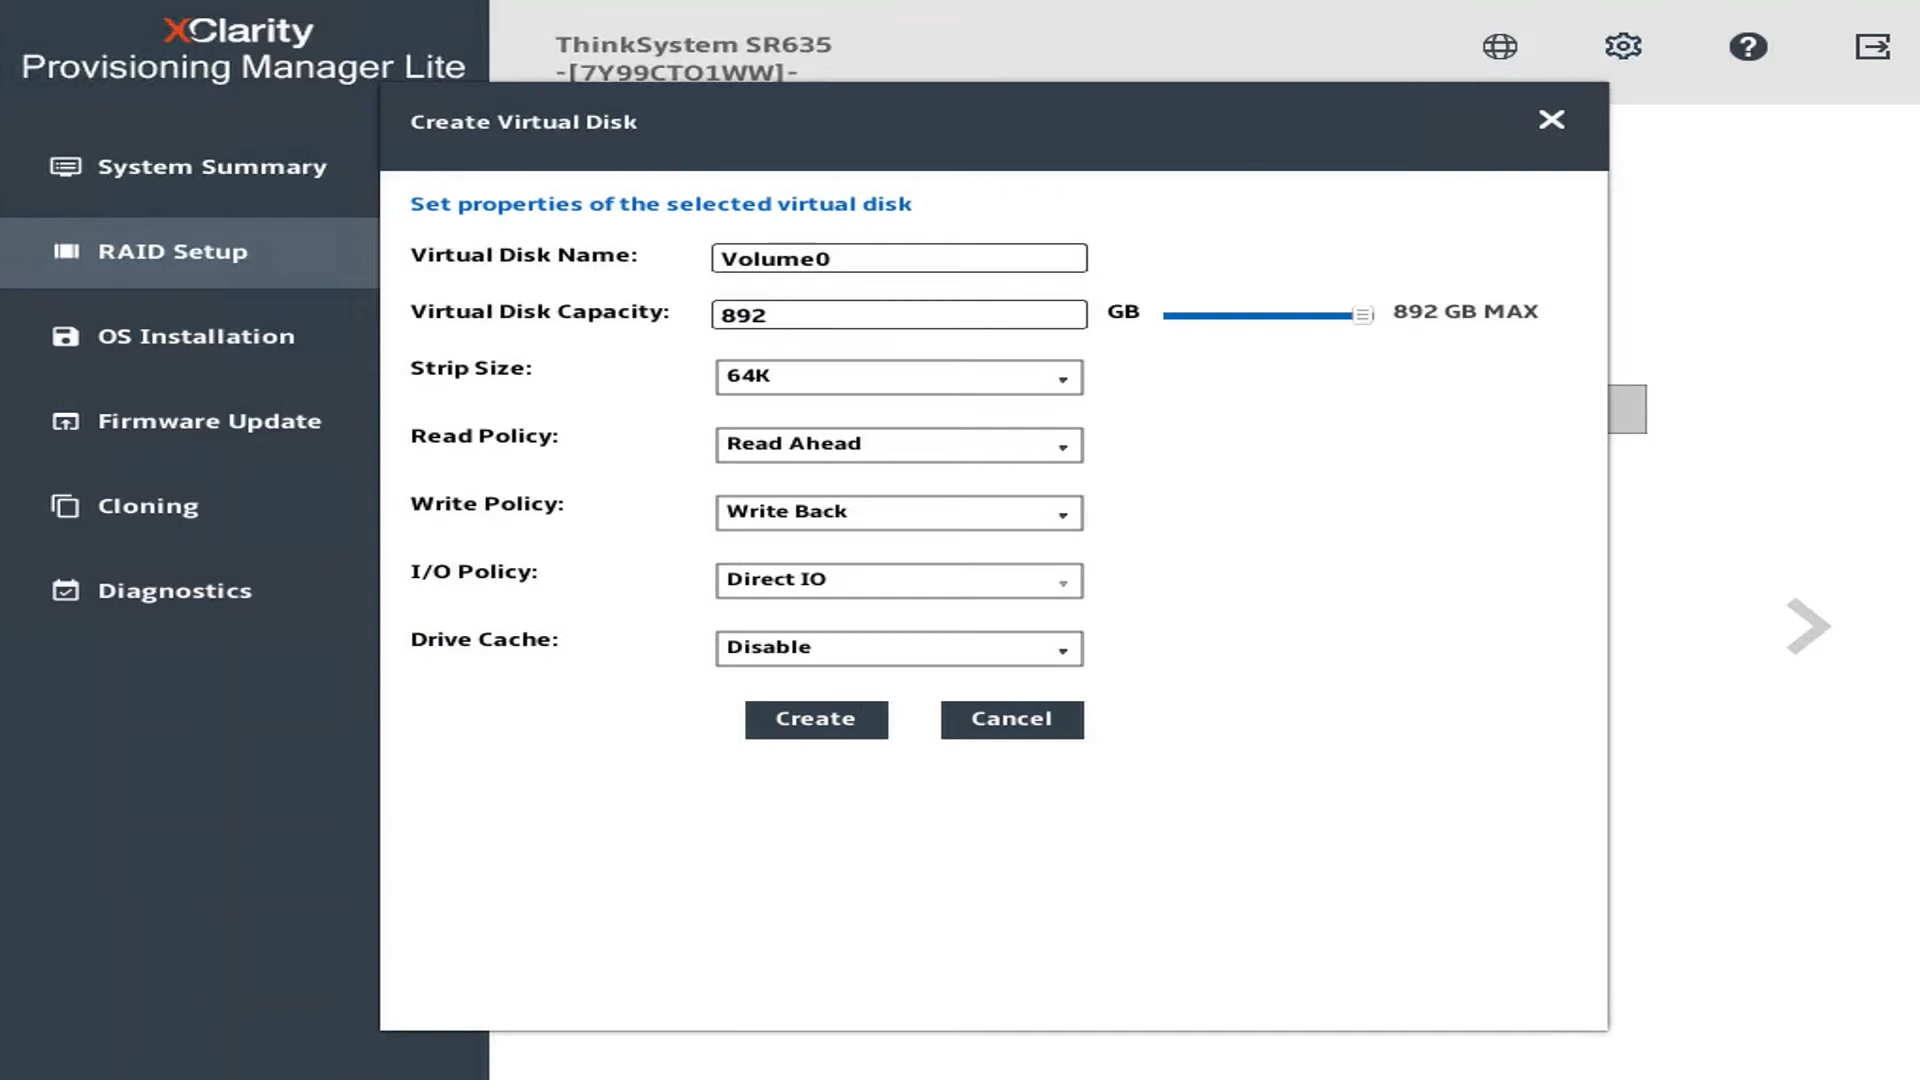 XClarity
Provisioning Manager Lite
ThinkSystem SR635
-[7Y99CTO1WW]-
System Summary
RAID Setup
OS Installation
Firmware Update
Cloning
Diagnostics
Create Virtual Disk
Set properties of the selected virtual disk
Virtual Disk Name: Volume0
Virtual Disk Capacity: 892 GB 892 GB MAX
Strip Size: 64K
Read Policy: Read Ahead
Write Policy: Write Back
I/O Policy: Direct IO
Drive Cache: Disable
Create Cancel